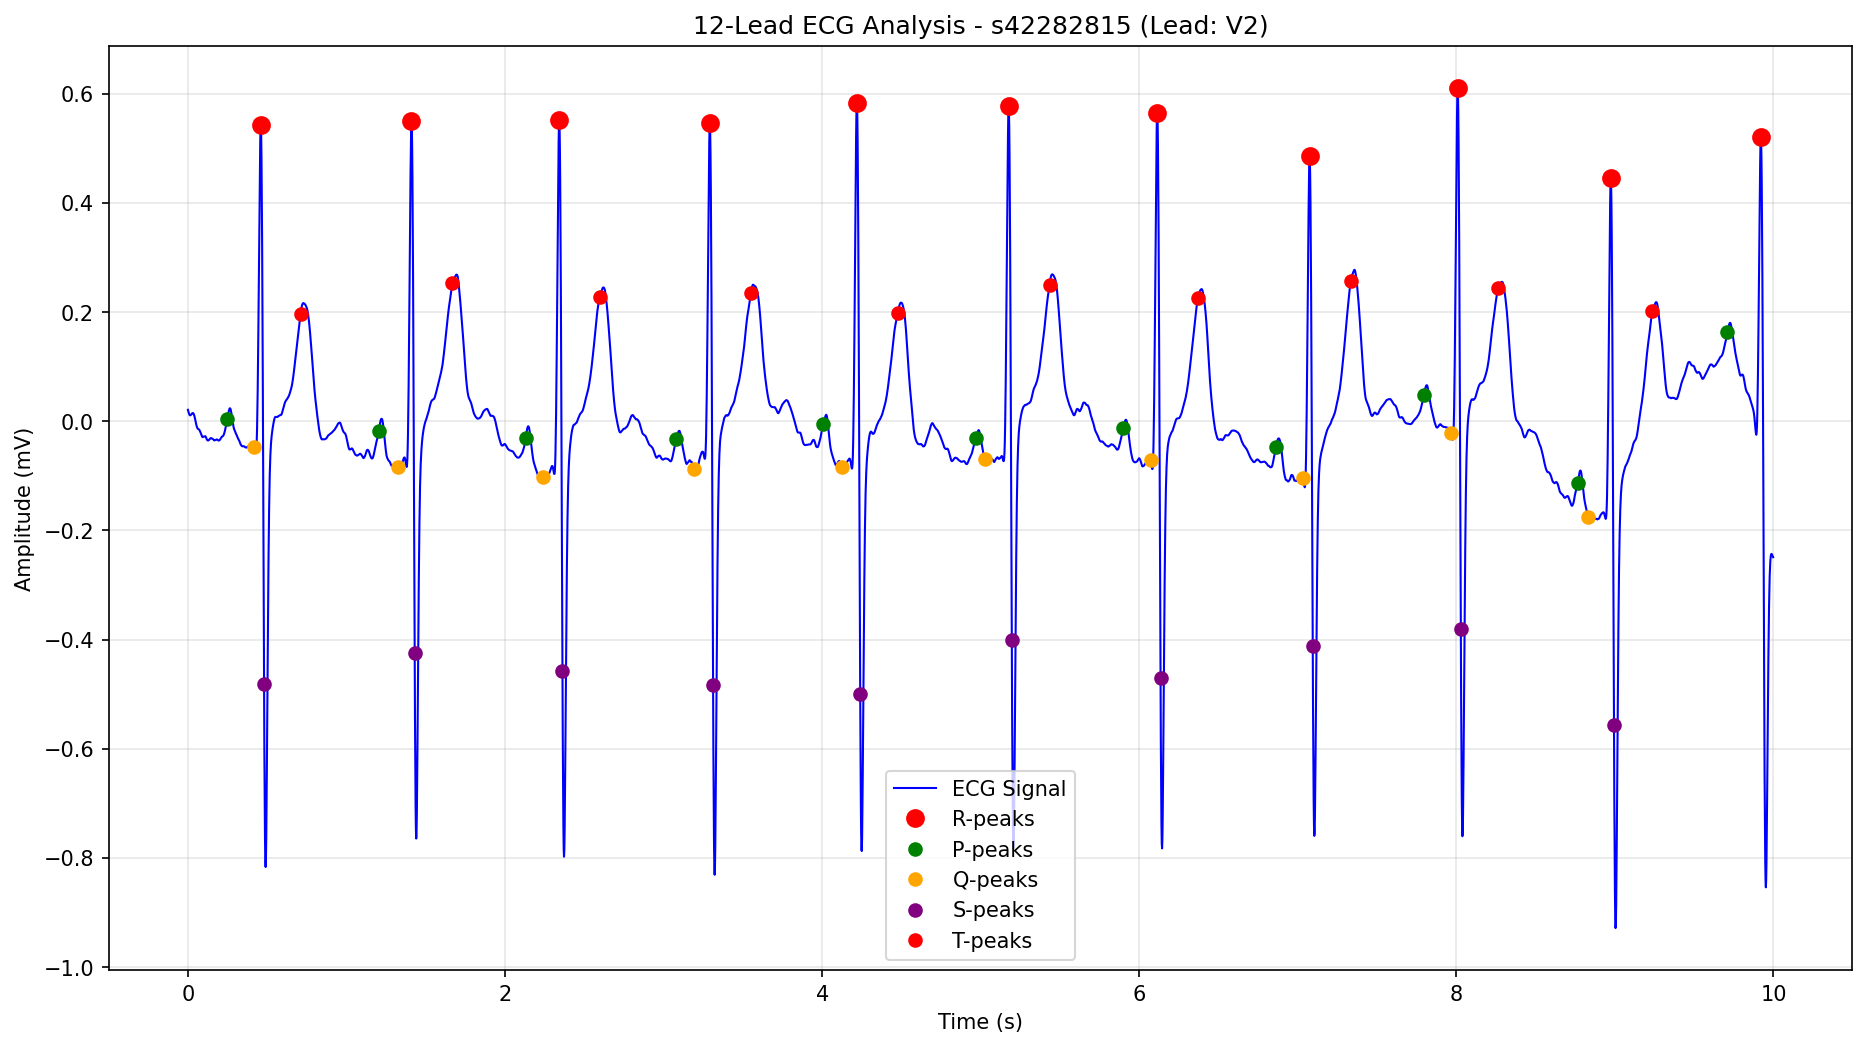 12-Lead ECG Analysis - s42282815 (Lead: V2)
0.6
0.4
0.2
0.0
−0.2
−0.4
−0.6
−0.8
−1.0
Amplitude (mV)
ECG Signal
R-peaks
P-peaks
Q-peaks
S-peaks
T-peaks
0 2 4 6 8 10
Time (s)